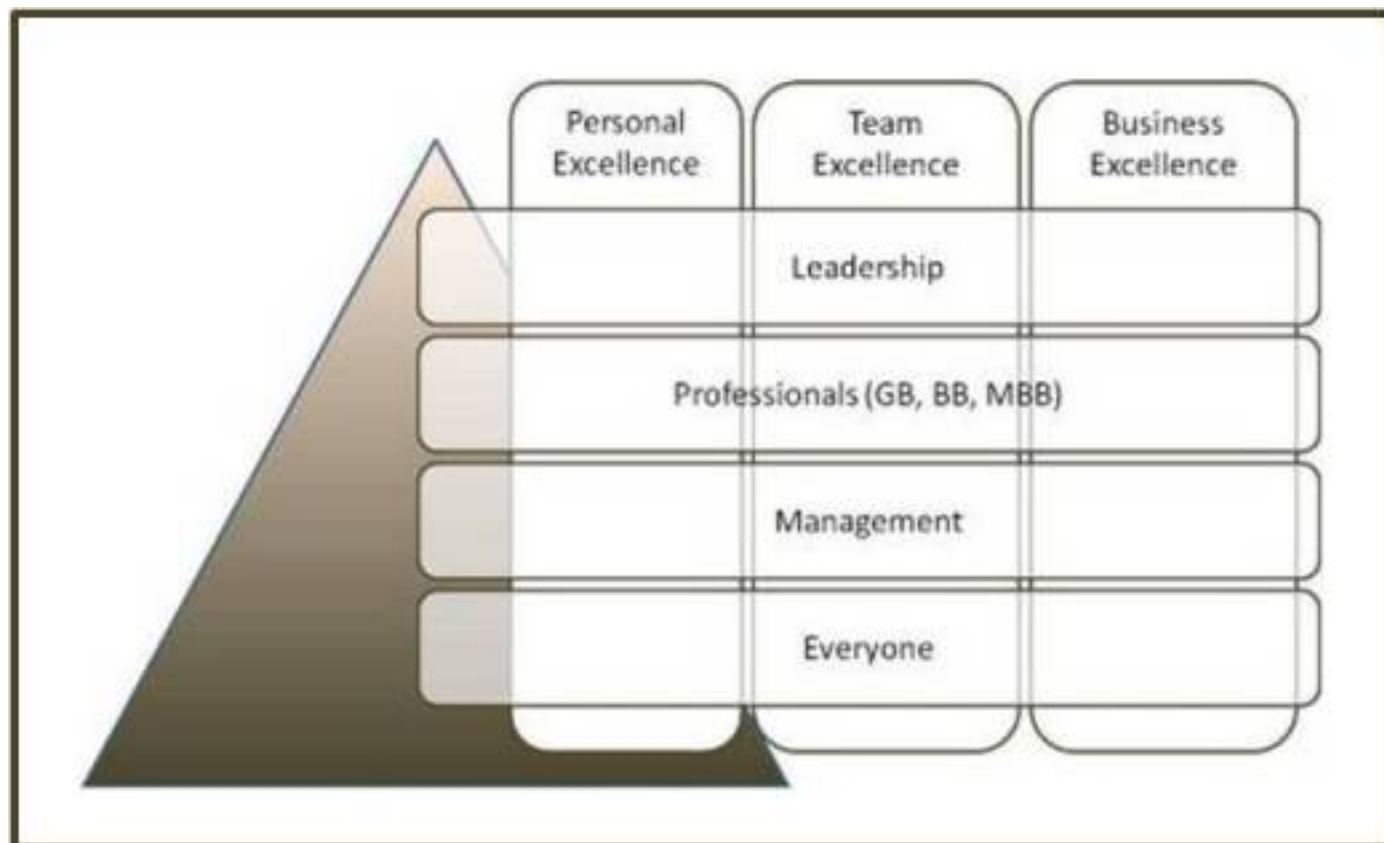 Personal
Excellence
Team
Excellence
Business
Excellence
Leadership
Professionals (GB, BB, MBB)
Management
Everyone